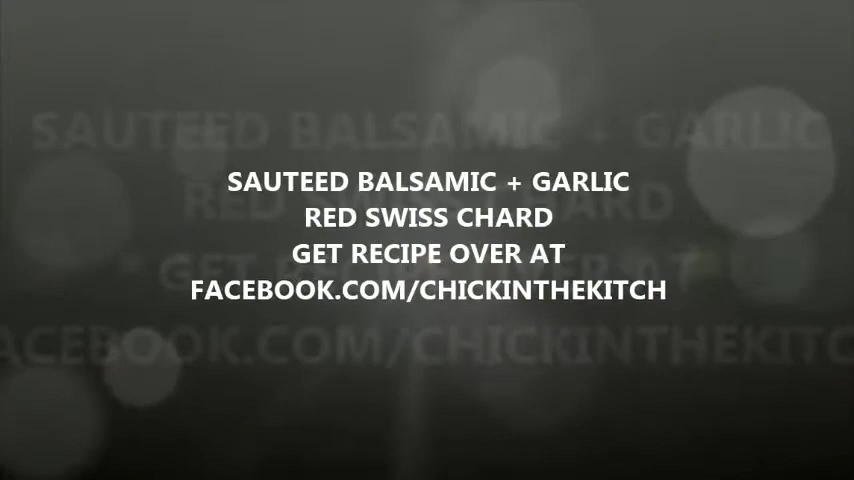 SAUTEED BALSAMIC + GARLIC
RED SWISS CHARD
GET RECIPE OVER AT
FACEBOOK.COM/CHICKINTHEKITCH